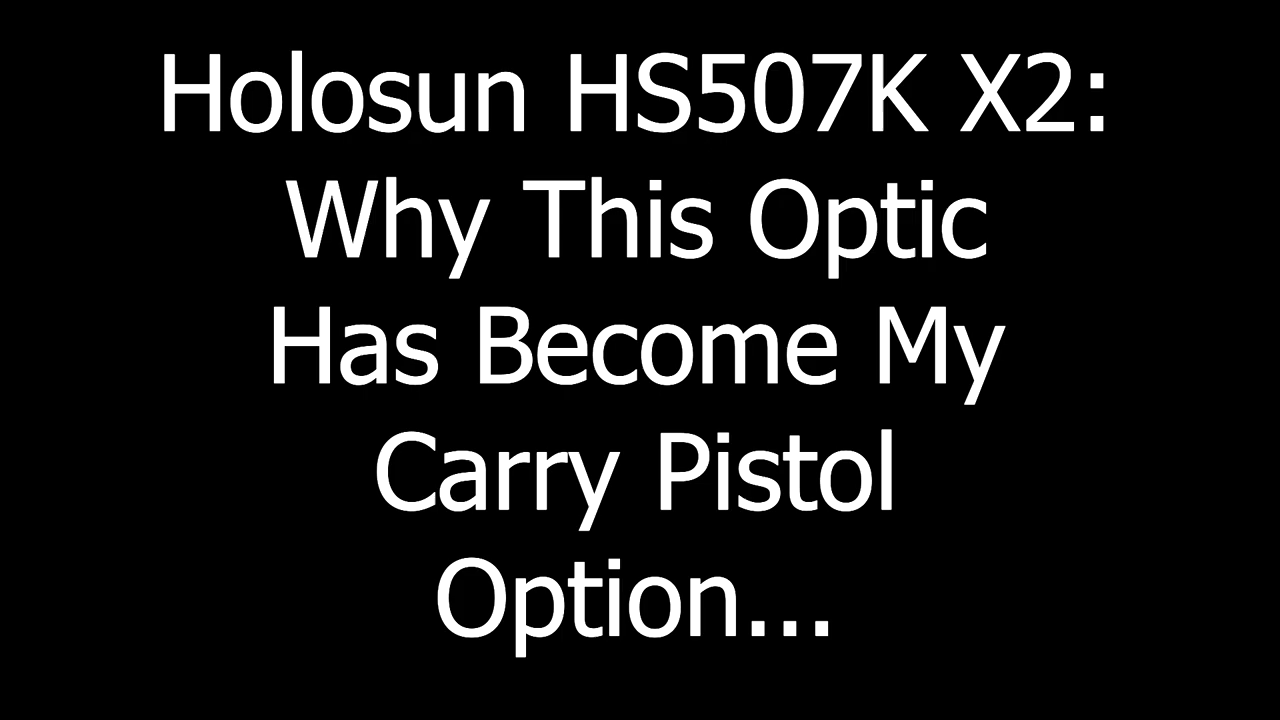 Holosun HS507K X2:
Why This Optic
Has Become My
Carry Pistol
Option...